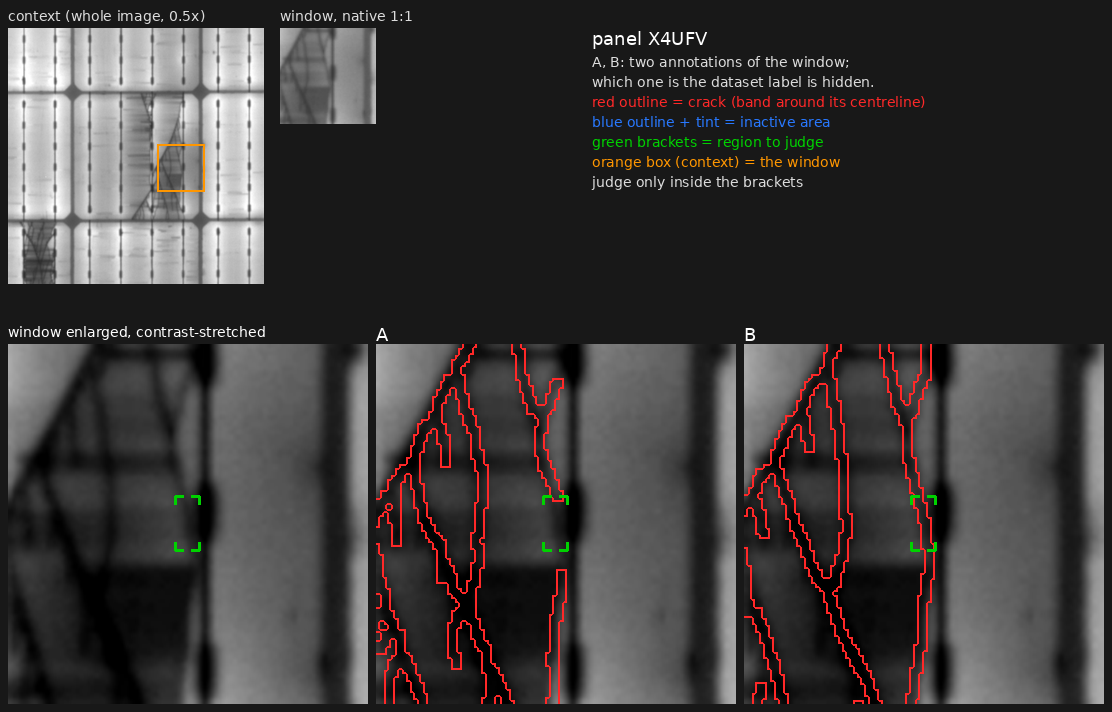 context (whole image, 0.5x)
window, native 1:1
panel X4UFV
A, B: two annotations of the window;
which one is the dataset label is hidden.
red outline = crack (band around its centreline)
blue outline + tint = inactive area
green brackets = region to judge
orange box (context) = the window
judge only inside the brackets
window enlarged, contrast-stretched
A
B